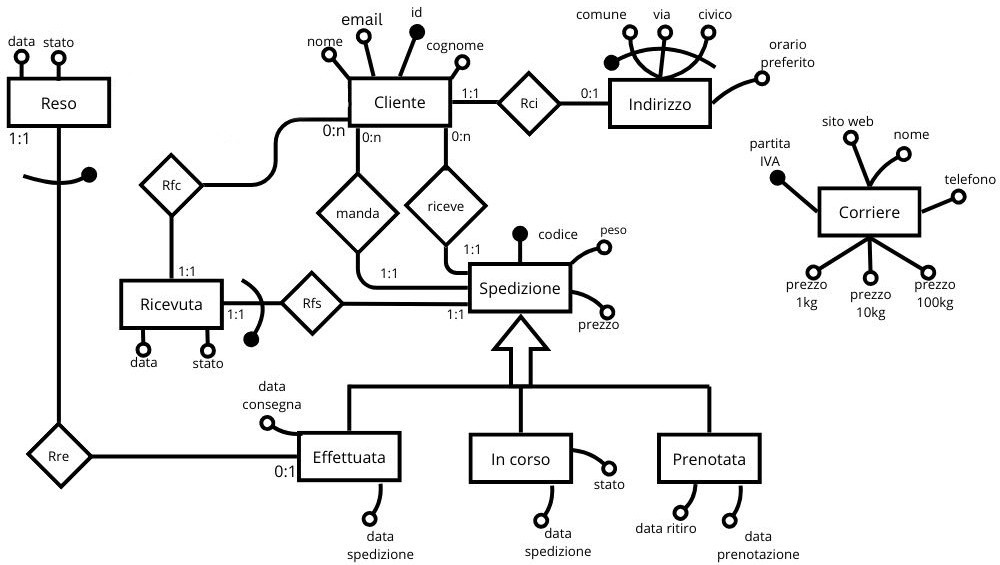 data
stato
Reso
1:1
nome
email
id
cognome
Cliente
1:1
Rci
0:1
comune
via
civico
orario
preferito
Indirizzo
0:n
0:n
0:n
Rfc
manda
riceve
1:1
1:1
1:1
Ricevuta
1:1
data
stato
Rfs
1:1
codice
peso
Spedizione
prezzo
partita
IVA
sito web
nome
telefono
Corriere
prezzo
1kg
prezzo
10kg
prezzo
100kg
Rre
0:1
data
consegna
Effettuata
data
spedizione
In corso
stato
data
spedizione
Prenotata
data ritiro
data
prenotazione